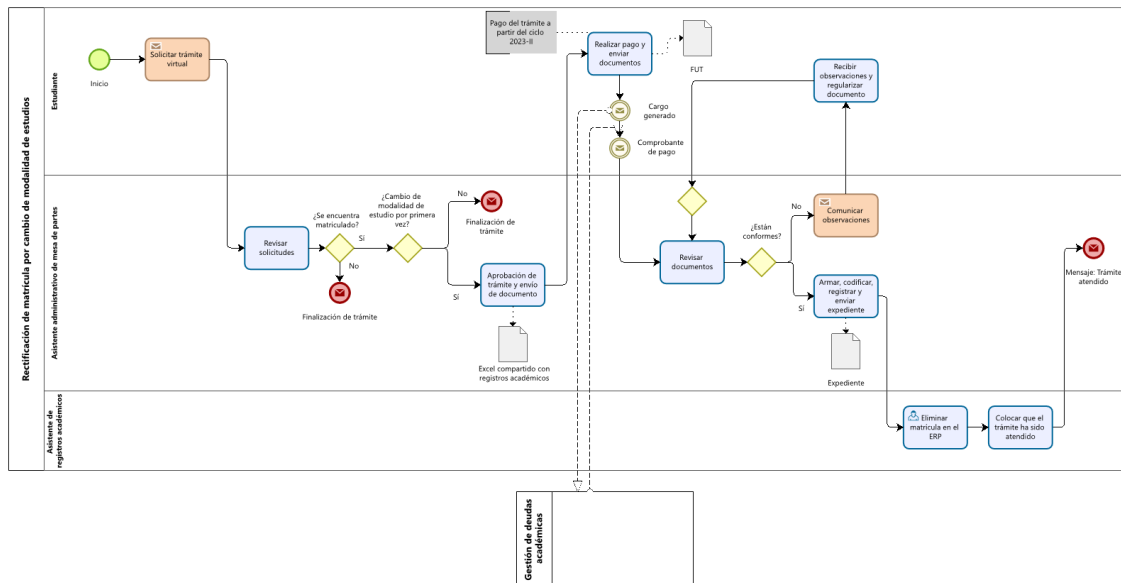 Rectificación de matrícula por cambio de modalidad de estudios
Estudiante
Inicio
Solicitar trámite
virtual
Pago del trámite a
partir del ciclo
2023-II
Realizar pago y
enviar
documentos
FUT
Cargo
generado
Comprobante
de pago
Recibir
observaciones y
regularizar
documento
Asistente administrativo de mesa de partes
Revisar
solicitudes
¿Se encuentra
matriculado?
Sí
No
Finalización de trámite
¿Cambio de
modalidad de
estudio por primera
vez?
No
Finalización de
trámite
Sí
Aprobación de
trámite y envío
de documento
Excel compartido con
registros académicos
Revisar
documentos
¿Están
conformes?
No
Comunicar
observaciones
Sí
Armar, codificar,
registrar y
enviar
expediente
Expediente
Mensaje: Trámite
atendido
Asistente de
registros académicos
Eliminar
matrícula en el
ERP
Colocar que el
trámite ha sido
atendido
Gestión de deudas
académicas